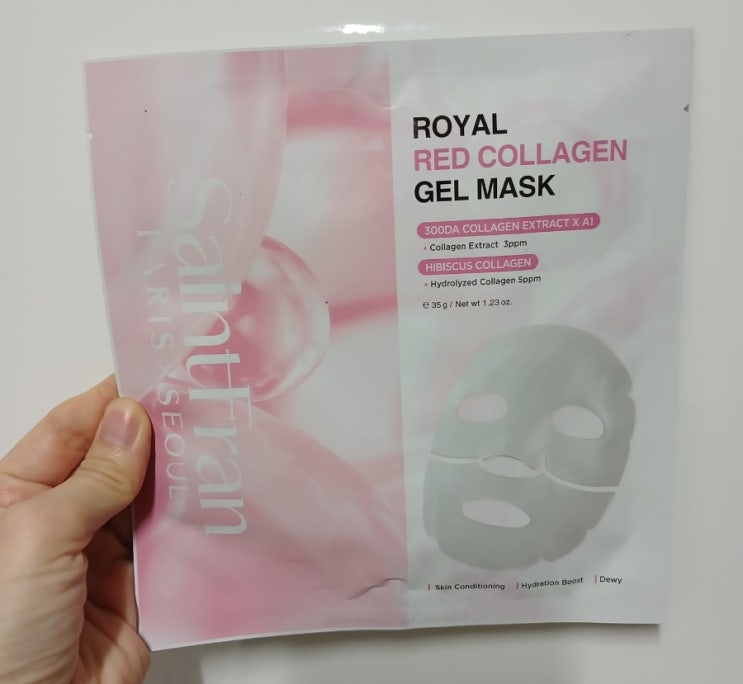 SaintFran
PARIS×SEOUL
ROYAL
RED COLLAGEN
GEL MASK
300DA COLLAGEN EXTRACT X A1
• Collagen Extract 3ppm
HIBISCUS COLLAGEN
• Hydrolyzed Collagen 5ppm
℮ 35g / Net wt 1.23 oz.
| Skin Conditioning | Hydration Boost | Dewy